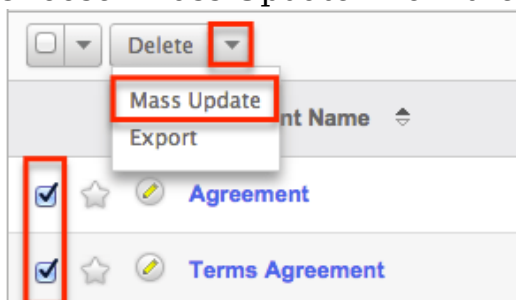 Delete
Mass Update
nt Name
Export
Agreement
Terms Agreement